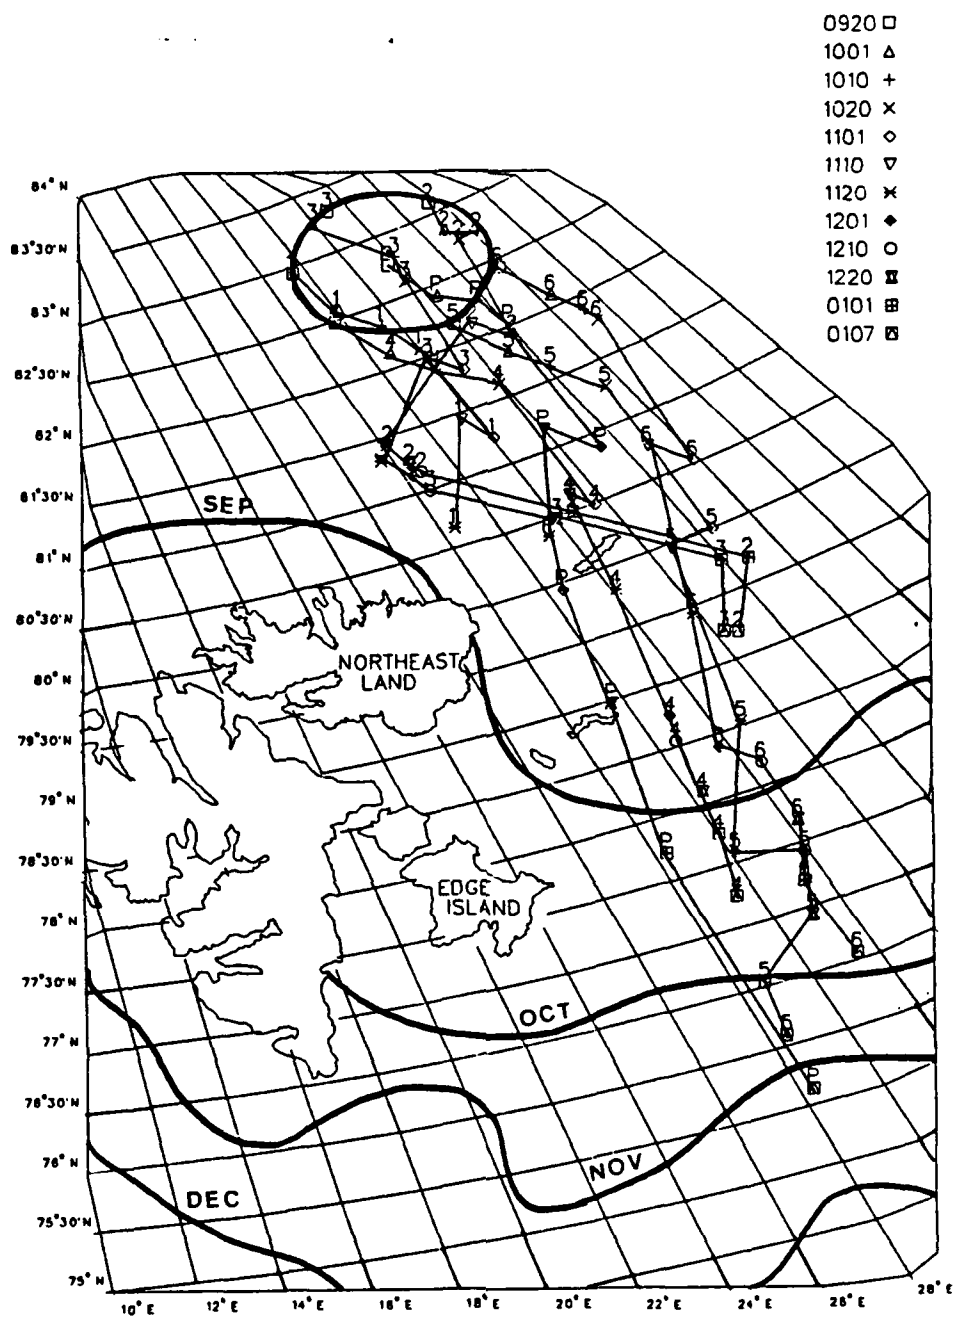 0920
1001
1010
1020
1101
1110
1120
1201
1210
1220
0101
0107
84° N
83°30'N
83° N
82°30'N
82° N
81°30'N
81° N
80°30'N
80° N
79°30'N
79° N
78°30'N
78° N
77°30'N
77° N
76°30'N
76° N
75°30'N
75° N
SEP
NORTHEAST
LAND
EDGE
ISLAND
OCT
NOV
DEC
10° E
12° E
14° E
16° E
18° E
20° E
22° E
24° E
26° E
28° E